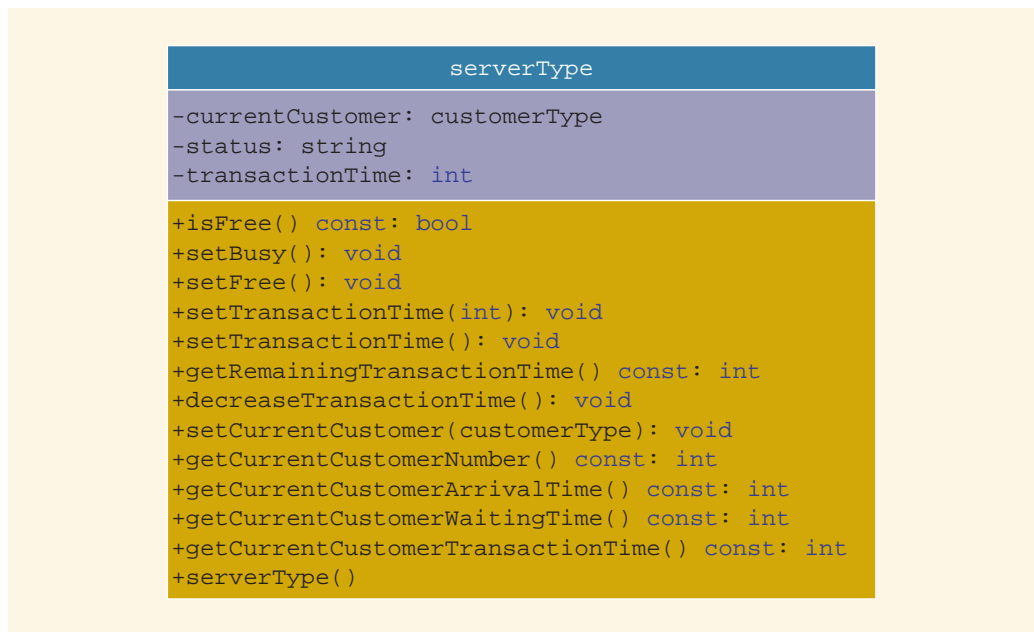 serverType
-currentCustomer: customerType
-status: string
-transactionTime: int
+isFree() const: bool
+setBusy(): void
+setFree(): void
+setTransactionTime(int): void
+setTransactionTime(): void
+getRemainingTransactionTime() const: int
+decreaseTransactionTime(): void
+setCurrentCustomer(customerType): void
+getCurrentCustomerNumber() const: int
+getCurrentCustomerArrivalTime() const: int
+getCurrentCustomerWaitingTime() const: int
+getCurrentCustomerTransactionTime() const: int
+serverType()